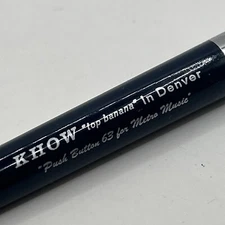 KHOW "top banana" in Denver
"Push Button 63 for Metro Music"